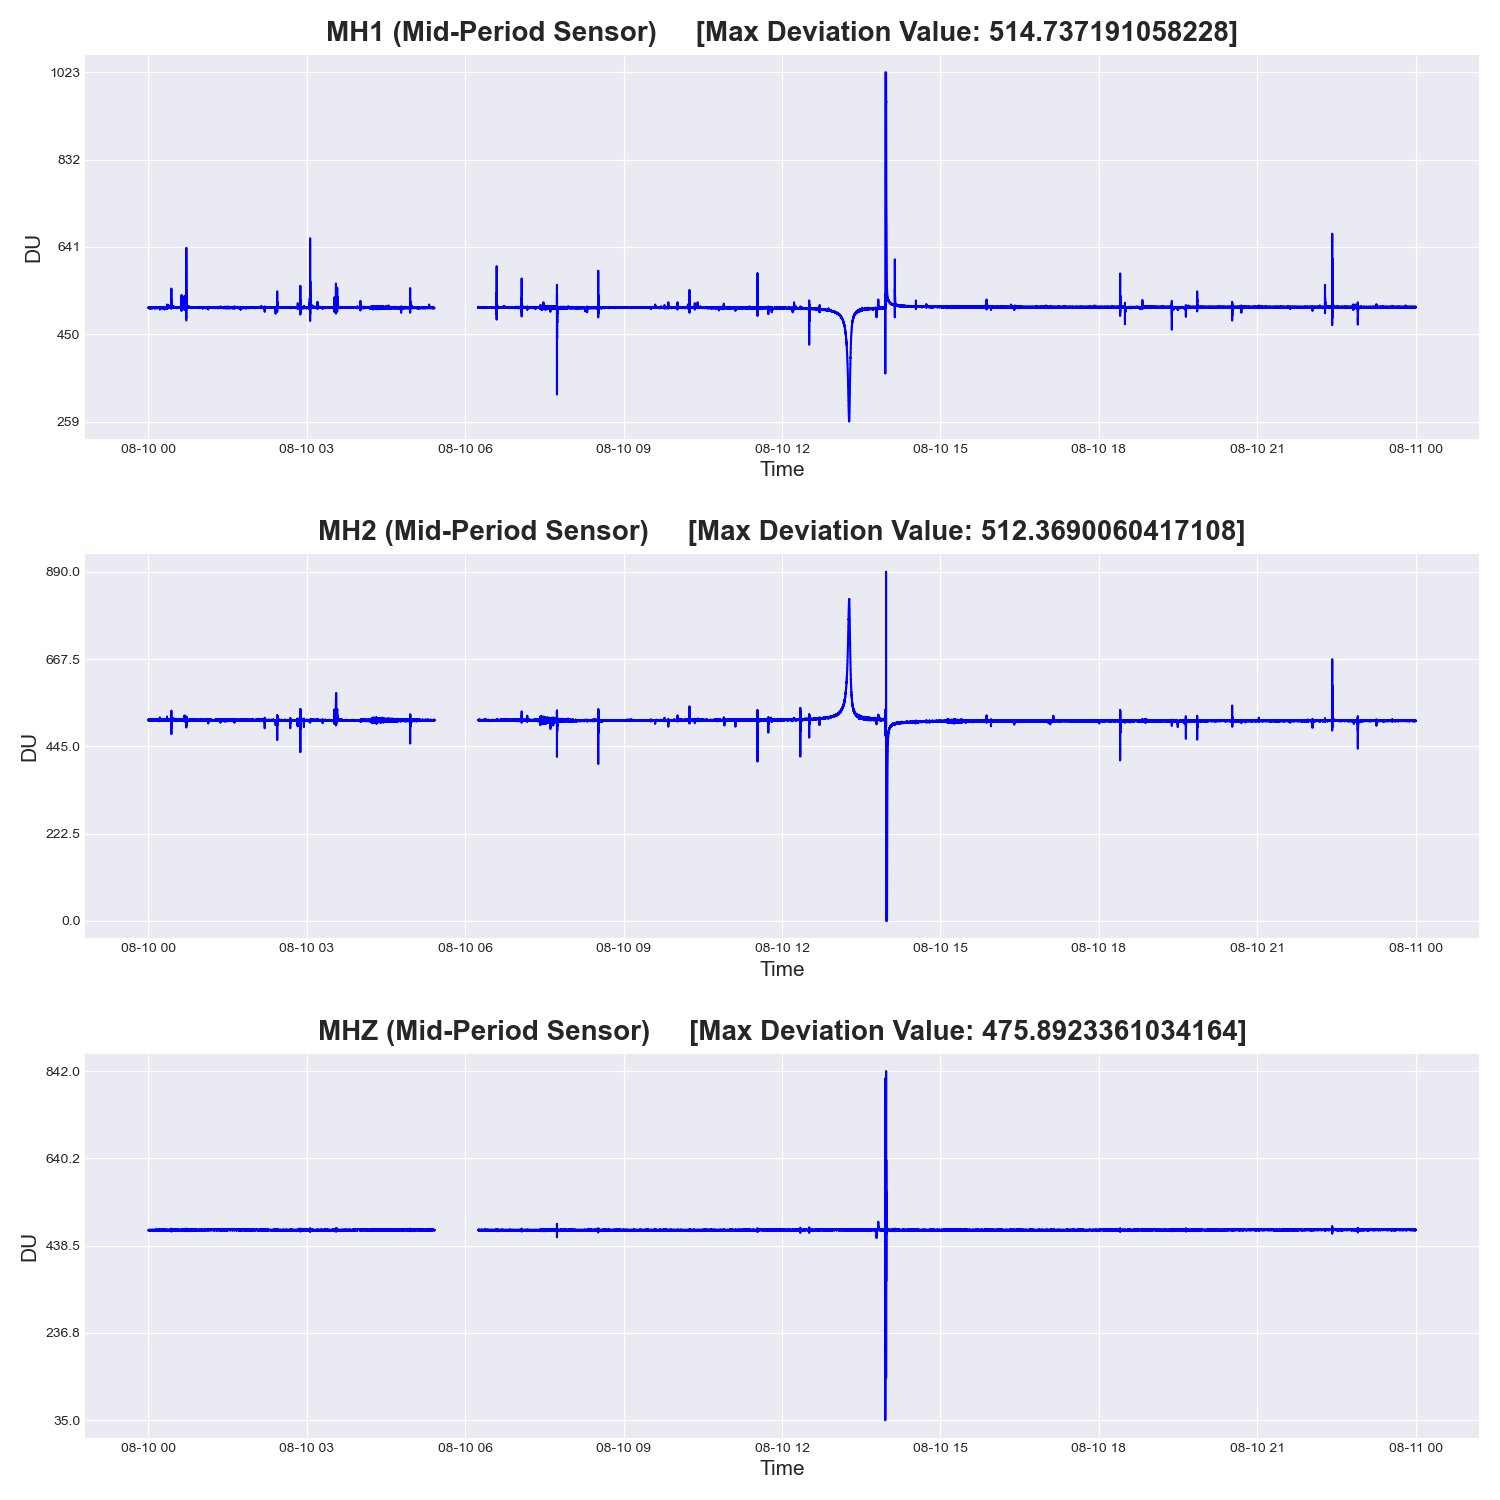 MH1 (Mid-Period Sensor) [Max Deviation Value: 514.737191058228]
1023
832
641
450
259
DU
08-10 00 08-10 03 08-10 06 08-10 09 08-10 12 08-10 15 08-10 18 08-10 21 08-11 00
Time
MH2 (Mid-Period Sensor) [Max Deviation Value: 512.3690060417108]
890.0
667.5
445.0
222.5
0.0
DU
08-10 00 08-10 03 08-10 06 08-10 09 08-10 12 08-10 15 08-10 18 08-10 21 08-11 00
Time
MHZ (Mid-Period Sensor) [Max Deviation Value: 475.8923361034164]
842.0
640.2
438.5
236.8
35.0
DU
08-10 00 08-10 03 08-10 06 08-10 09 08-10 12 08-10 15 08-10 18 08-10 21 08-11 00
Time